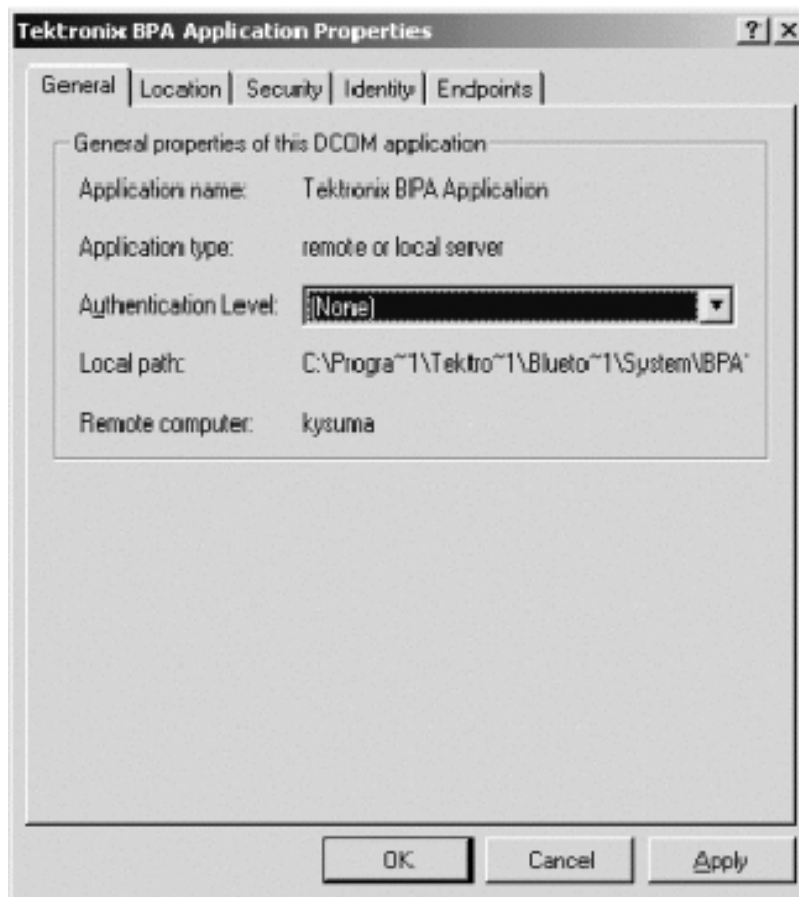 Tektronix BPA Application Properties
General Location Security Identity Endpoints
General properties of this DCOM application
Application name: Tektronix BPA Application
Application type: remote or local server
Authentication Level: (None)
Local path: C:\Progra~1\Tektro~1\Blueto~1\System\BPA
Remote computer: kysuma
OK Cancel Apply